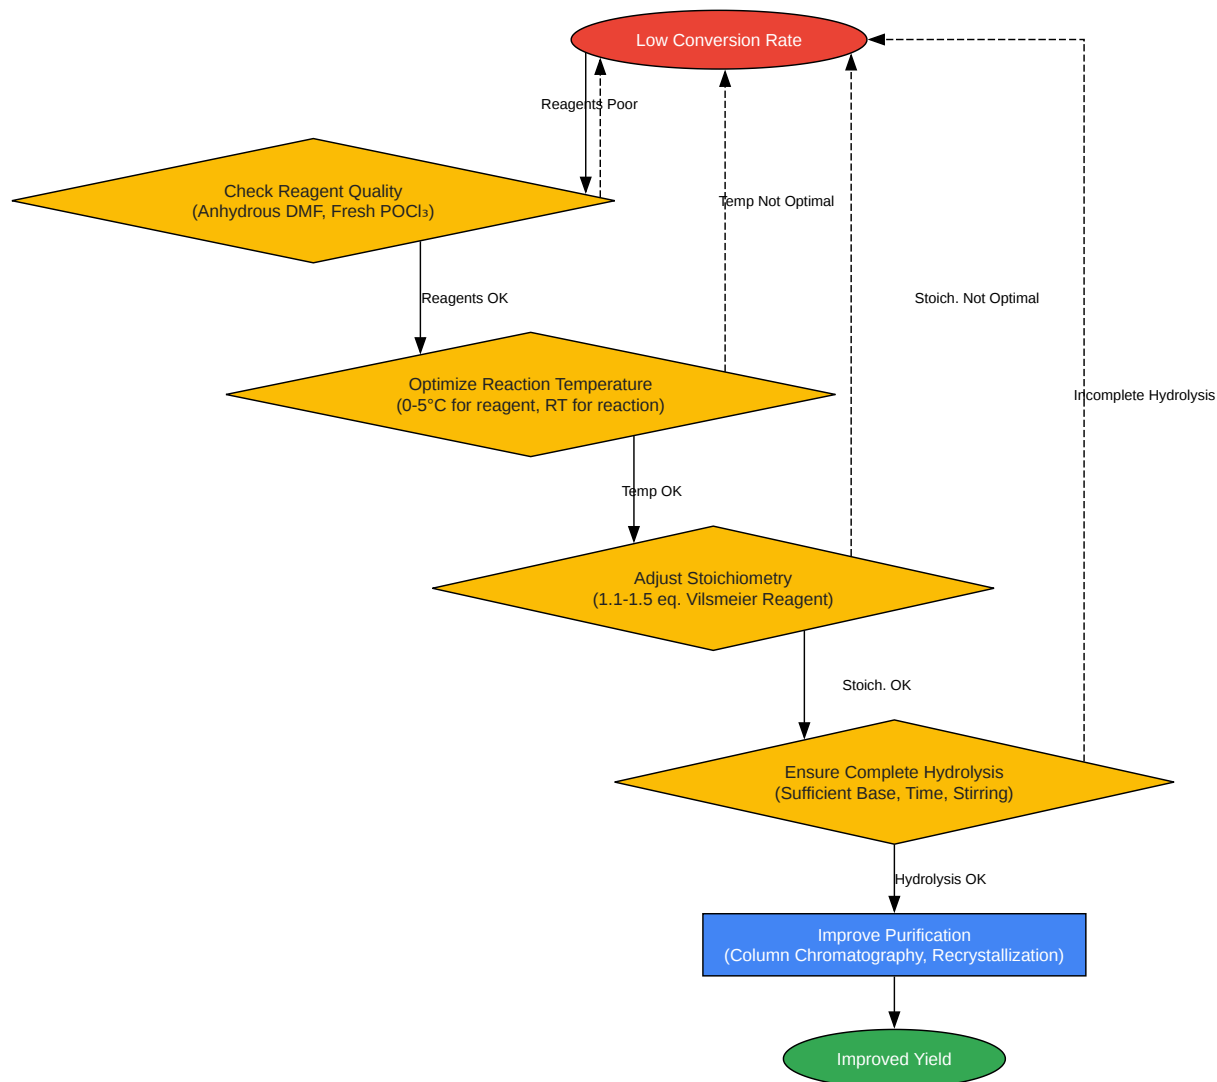 Low Conversion Rate
Reagents Poor
Check Reagent Quality
(Anhydrous DMF, Fresh POCl₃)
Temp Not Optimal
Reagents OK
Stoich. Not Optimal
Optimize Reaction Temperature
(0-5°C for reagent, RT for reaction)
Incomplete Hydrolysis
Temp OK
Adjust Stoichiometry
(1.1-1.5 eq. Vilsmeier Reagent)
Stoich. OK
Ensure Complete Hydrolysis
(Sufficient Base, Time, Stirring)
Hydrolysis OK
Improve Purification
(Column Chromatography, Recrystallization)
Improved Yield